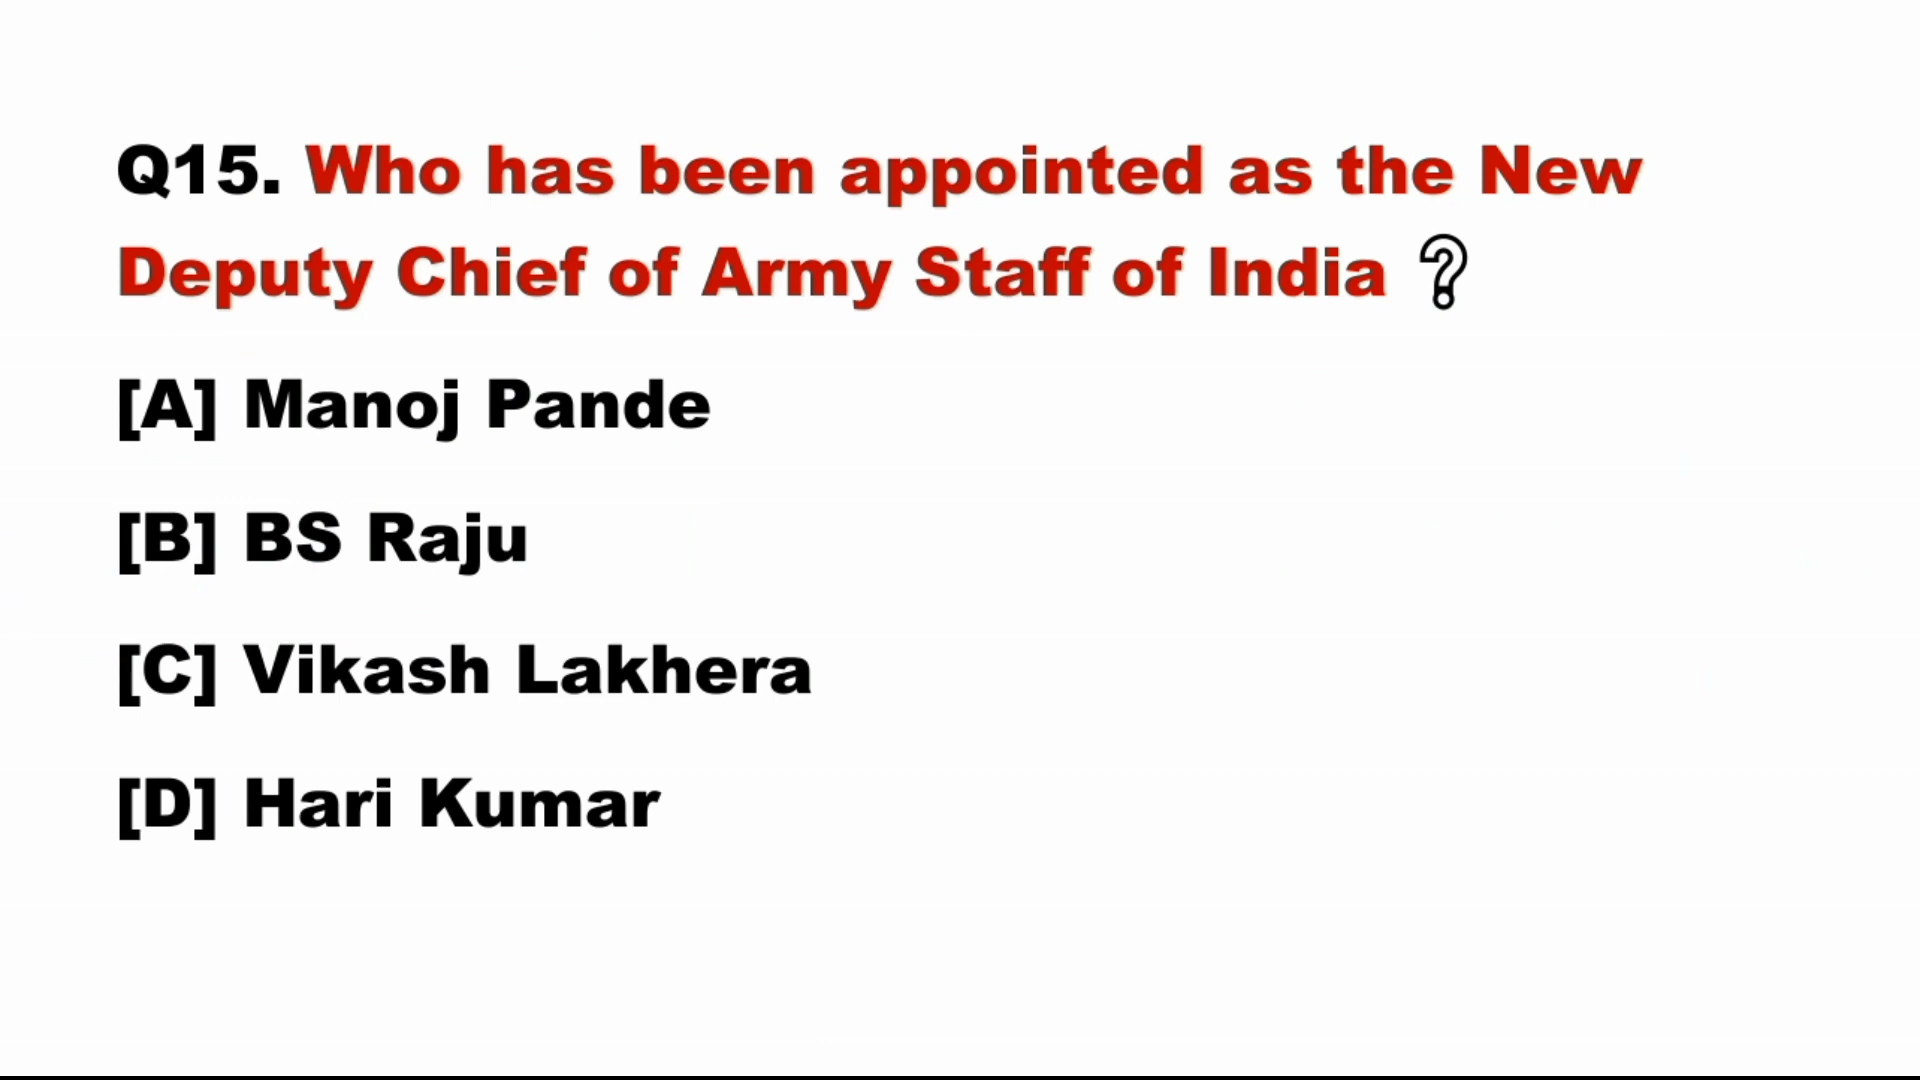 Q15. Who has been appointed as the New
Deputy Chief of Army Staff of India ?
[A] Manoj Pande
[B] BS Raju
[C] Vikash Lakhera
[D] Hari Kumar